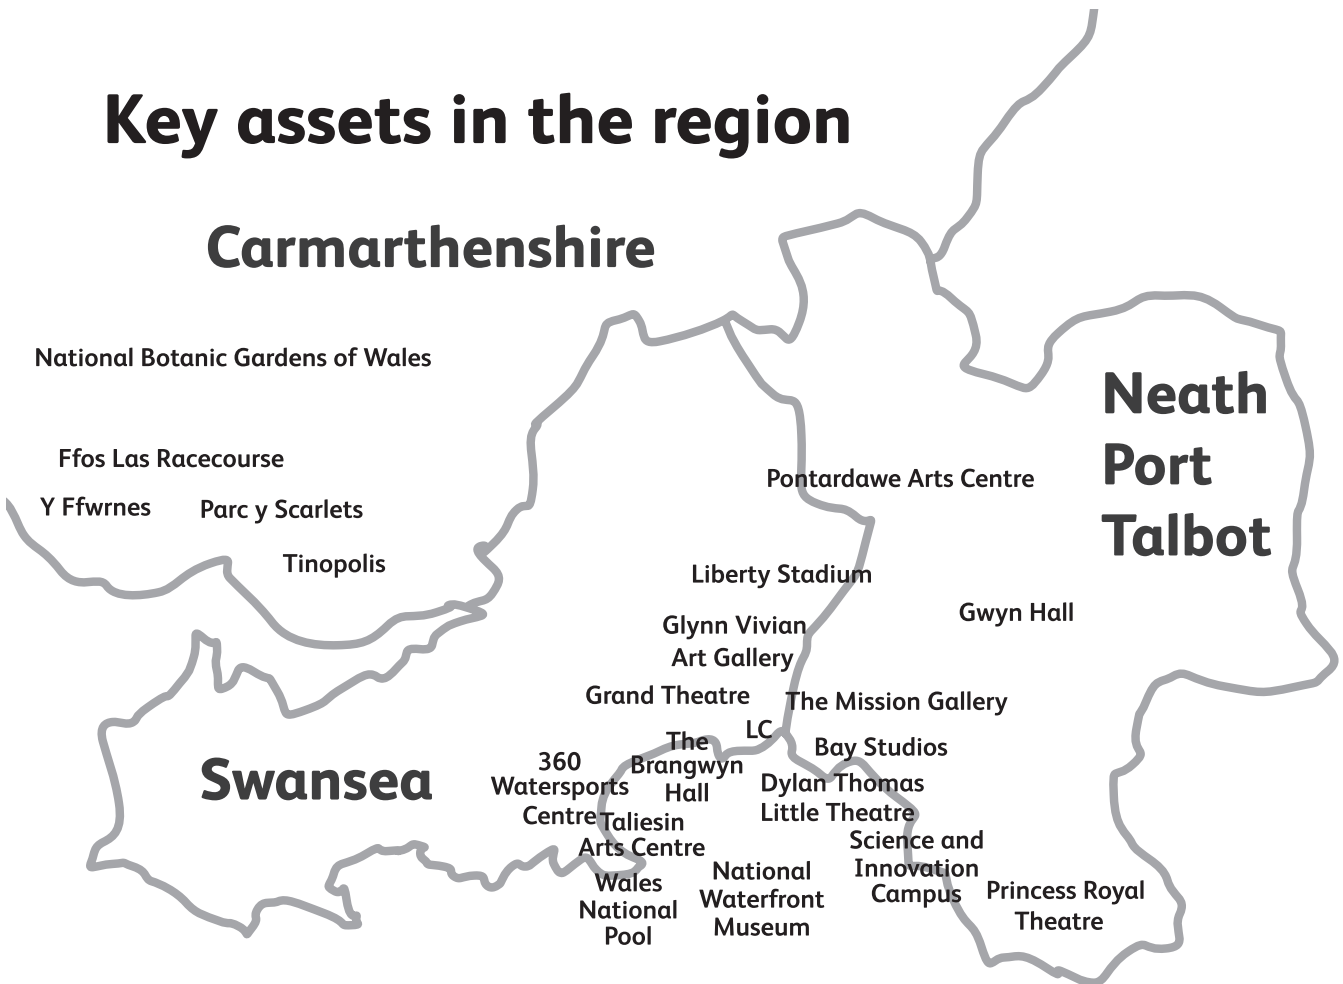 Key assets in the region
Carmarthenshire
National Botanic Gardens of Wales
Ffos Las Racecourse
Y Ffwrnes
Parc y Scarlets
Tinopolis
Neath
Port
Talbot
Pontardawe Arts Centre
Liberty Stadium
Gwyn Hall
Glynn Vivian
Art Gallery
Grand Theatre
The Mission Gallery
LC
Bay Studios
Swansea
360
Watersports
Centre
The
Brangwyn
Hall
Dylan Thomas
Little Theatre
Taliesin
Arts Centre
Science and
Innovation
Campus
Wales
National
Pool
National
Waterfront
Museum
Princess Royal
Theatre